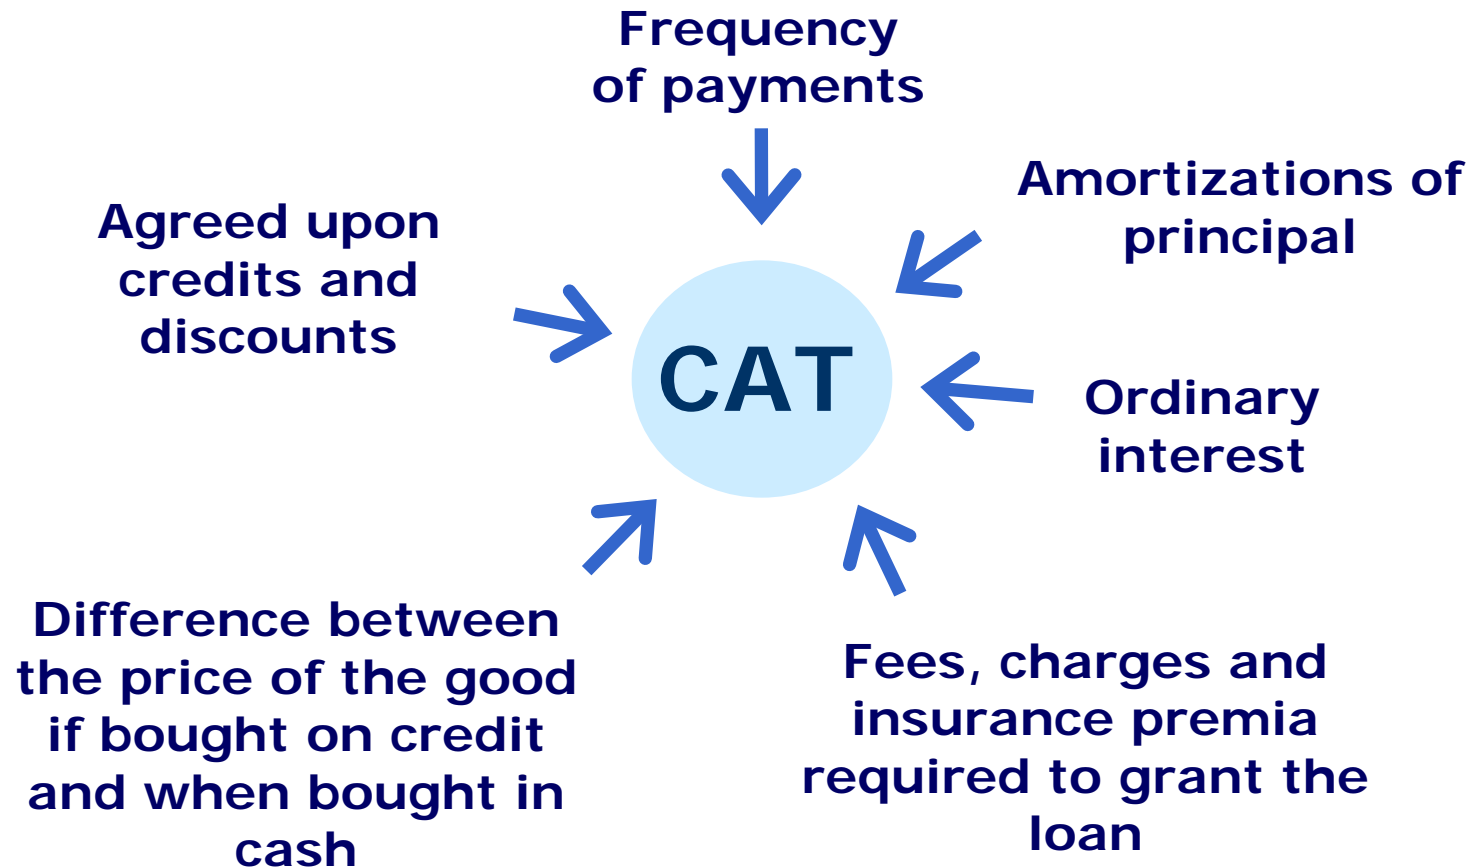 Frequency
of payments
Amortizations of
principal
Agreed upon
credits and
discounts
CAT
Ordinary
interest
Difference between
the price of the good
if bought on credit
and when bought in
cash
Fees, charges and
insurance premia
required to grant the
loan